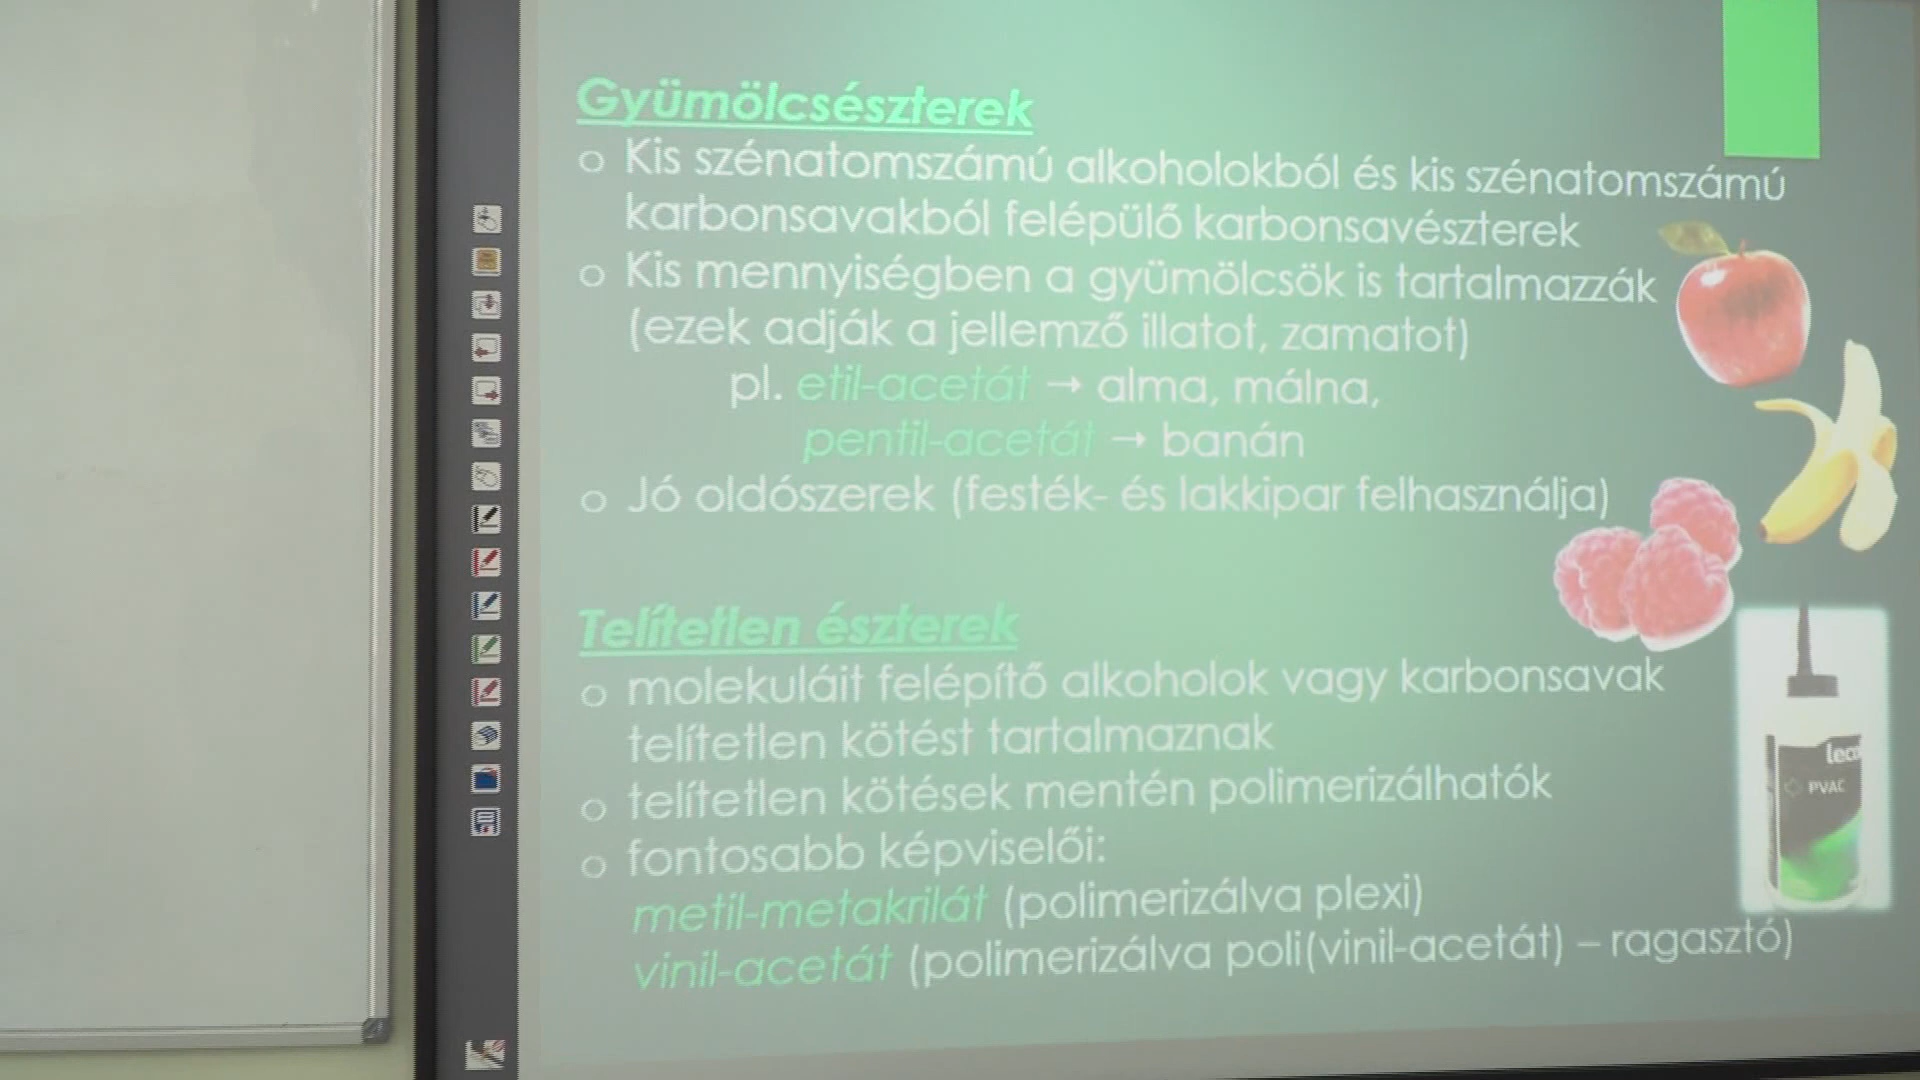 Gyümölcsészterek
o Kis szénatomszámú alkoholokból és kis szénatomszámú
karbonsavakból felépülő karbonsavészterek
o Kis mennyiségben a gyümölcsök is tartalmazzák
(ezek adják a jellemző illatot, zamatot)
pl. etil-acetát → alma, málna,
pentil-acetát → banán
o Jó oldószerek (festék- és lakkipar felhasználja)
Telítetlen észterek
o molekuláit felépítő alkoholok vagy karbonsavak
telítetlen kötést tartalmaznak
o telítetlen kötések mentén polimerizálhatók
o fontosabb képviselői:
metil-metakrilát (polimerizálva plexi)
vinil-acetát (polimerizálva poli(vinil-acetát) – ragasztó)
PVAC